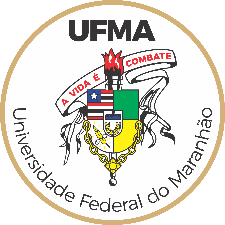 UFMA
A VIDA É COMBATE
Universidade Federal do Maranhão